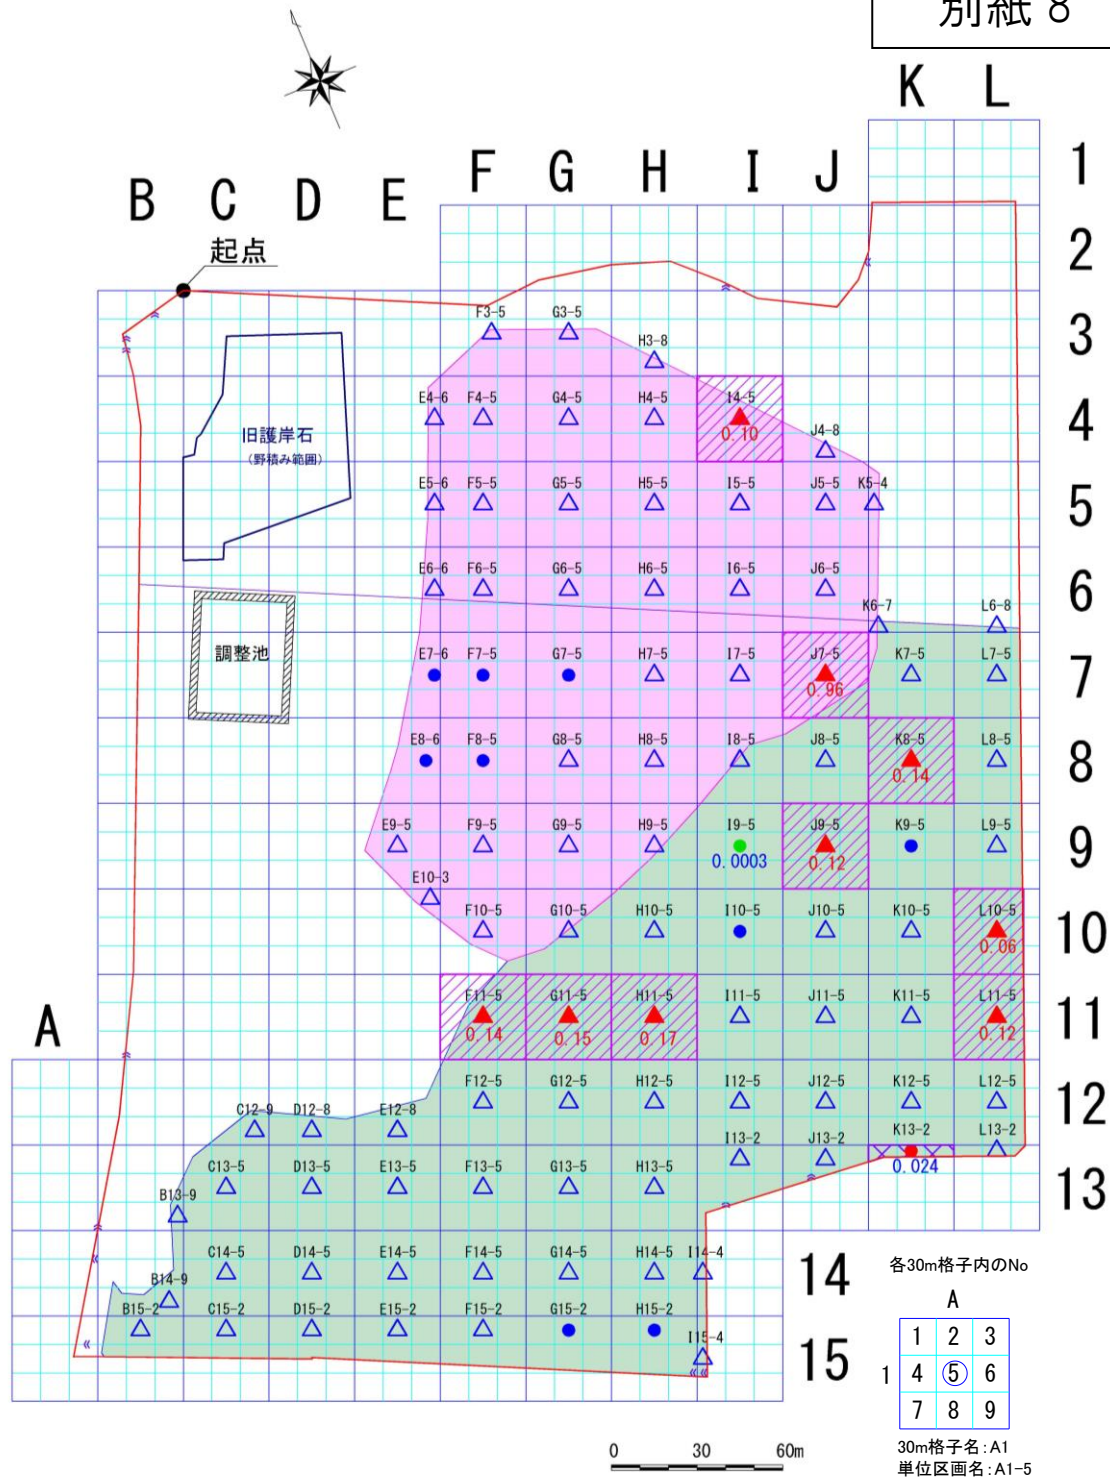 別紙8
K L
F G H I J
B C D E
1
起点
2
F3-5 G3-5
H3-8
3
E4-6 F4-5 G4-5 H4-5 I4-5
0.10
J4-8
4
旧護岸石
(野積み範囲)
E5-6 F5-5 G5-5 H5-5 I5-5 J5-5 K5-4
5
E6-6 F6-5 G6-5 H6-5 I6-5 J6-5
K6-7 L6-8
6
調整池
E7-6 F7-5 G7-5 H7-5 I7-5 J7-5 K7-5 L7-5
0.96
7
E8-6 F8-5 G8-5 H8-5 I8-5 J8-5 K8-5 L8-5
0.14
8
E9-5 F9-5 G9-5 H9-5 I9-5 J9-5 K9-5 L9-5
0.0003 0.12
9
E10-3
F10-5 G10-5 H10-5 I10-5 J10-5 K10-5 L10-5
0.06
10
F11-5 G11-5 H11-5 I11-5 J11-5 K11-5 L11-5
0.14 0.15 0.17 0.12
11
A
F12-5 G12-5 H12-5 I12-5 J12-5 K12-5 L12-5
C12-9 D12-8 E12-8
12
I13-2 J13-2 K13-2 L13-2
0.024
C13-5 D13-5 E13-5 F13-5 G13-5 H13-5
B13-9
13
C14-5 D14-5 E14-5 F14-5 G14-5 H14-5 I14-4
B14-9
14
B15-2 C15-2 D15-2 E15-2 F15-2 G15-2 H15-2
I15-4
15
各30m格子内のNo
A
1 2 3
1 4 5 6
7 8 9
30m格子名:A1
単位区画名:A1-5
0 30 60m